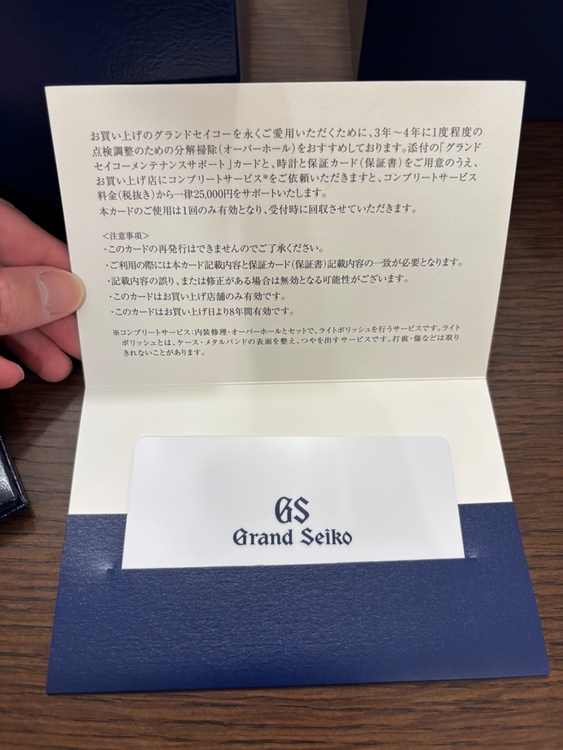 お買い上げのグランドセイコーを永くご愛用いただくために、3年～4年に1度程度の
点検調整のための分解掃除（オーバーホール）をおすすめしております。添付の「グランド
セイコーメンテナンスサポート」カードと、時計と保証カード（保証書）をご用意のうえ、
お買い上げ店にコンプリートサービス※をご依頼いただきますと、コンプリートサービス
料金（税抜き）から一律25,000円をサポートいたします。
本カードのご使用は1回のみ有効となり、受付時に回収させていただきます。
＜注意事項＞
・このカードの再発行はできませんのでご了承ください。
・ご利用の際には本カード記載内容と保証カード（保証書）記載内容の一致が必要となります。
・記載内容の誤り、または修正がある場合は無効となる可能性がございます。
・このカードはお買い上げ店舗のみ有効です。
・このカードはお買い上げ日より8年間有効です。
※コンプリートサービス：内装修理・オーバーホールとセットで、ライトポリッシュを行うサービスです。ライト
ポリッシュとは、ケース・メタルバンドの表面を整え、つやを出すサービスです。打痕・傷などは取り
きれないことがあります。
GS
Grand Seiko